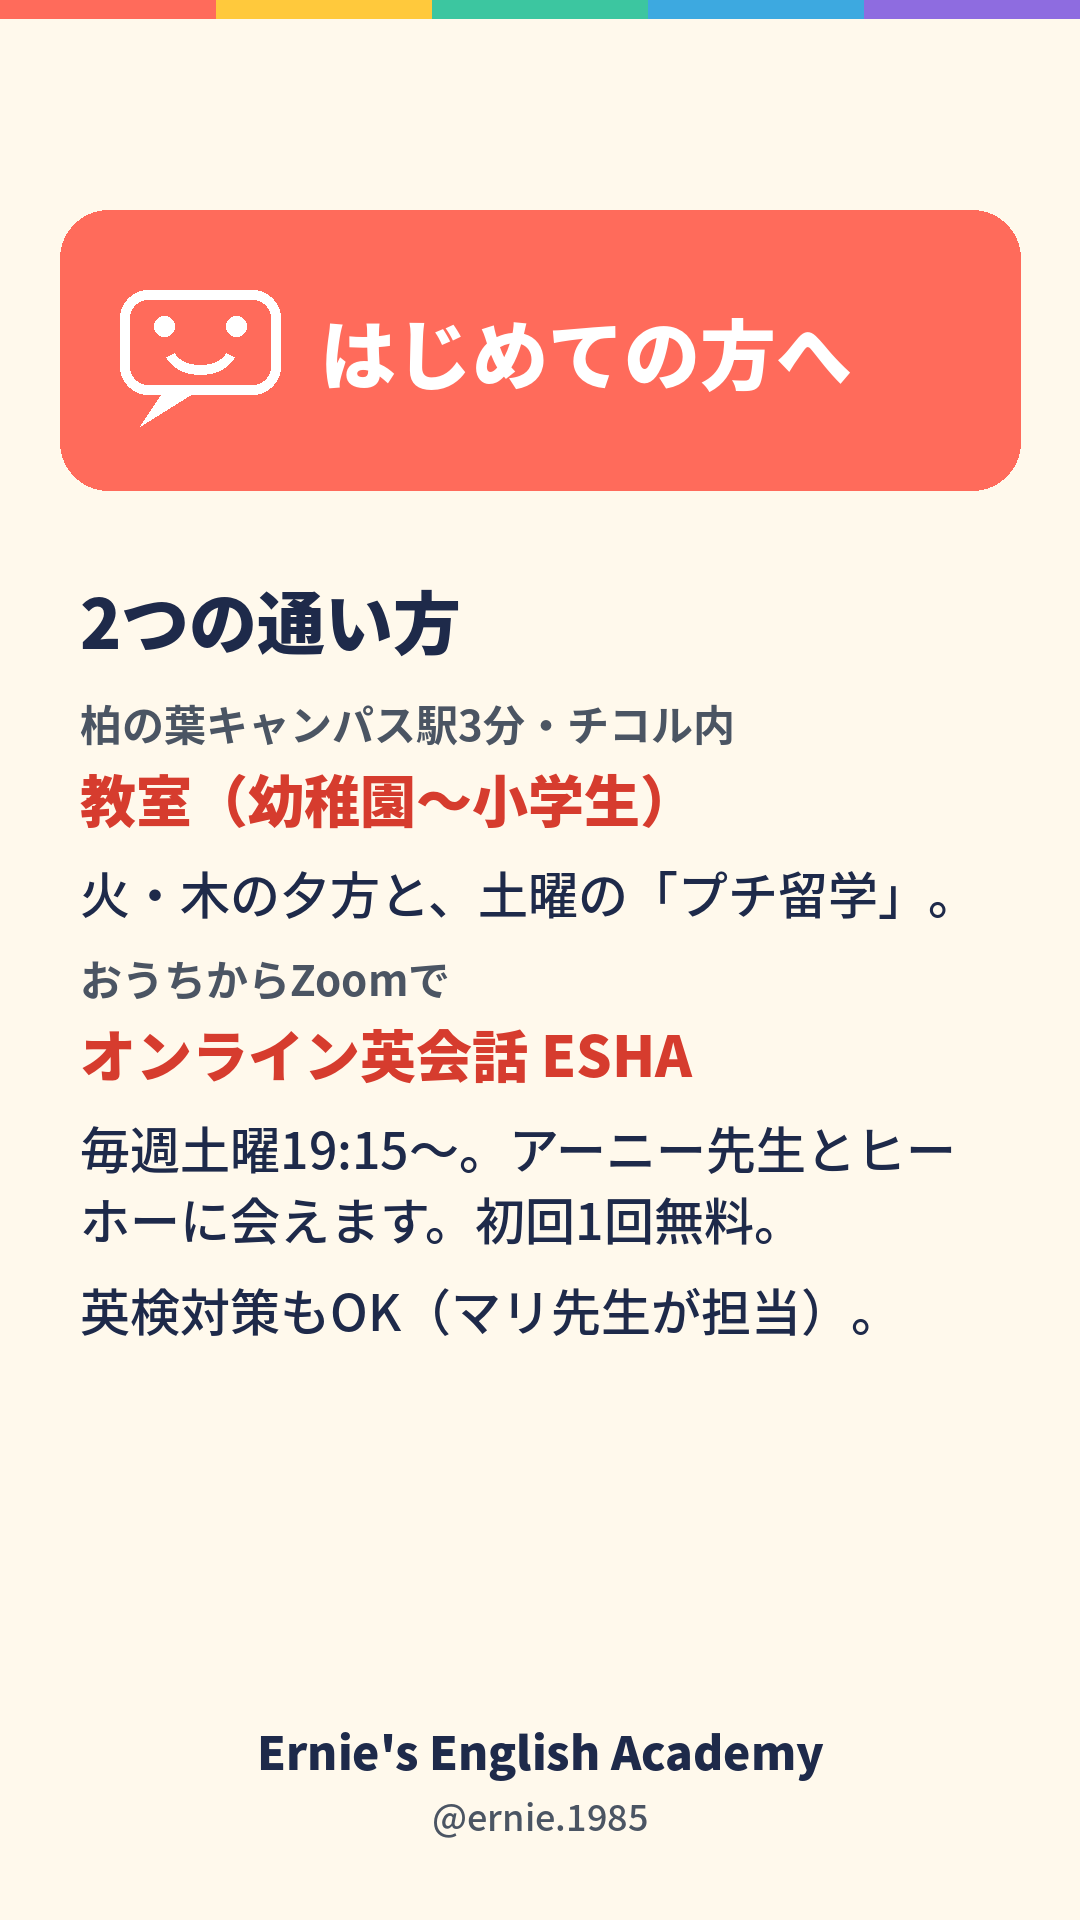 はじめての方へ
2つの通い方
柏の葉キャンパス駅3分・チコル内
教室（幼稚園〜小学生）
火・木の夕方と、土曜の「プチ留学」。
おうちからZoomで
オンライン英会話 ESHA
毎週土曜19:15〜。アーニー先生とヒー
ホーに会えます。初回1回無料。
英検対策もOK（マリ先生が担当）。
Ernie's English Academy
@ernie.1985